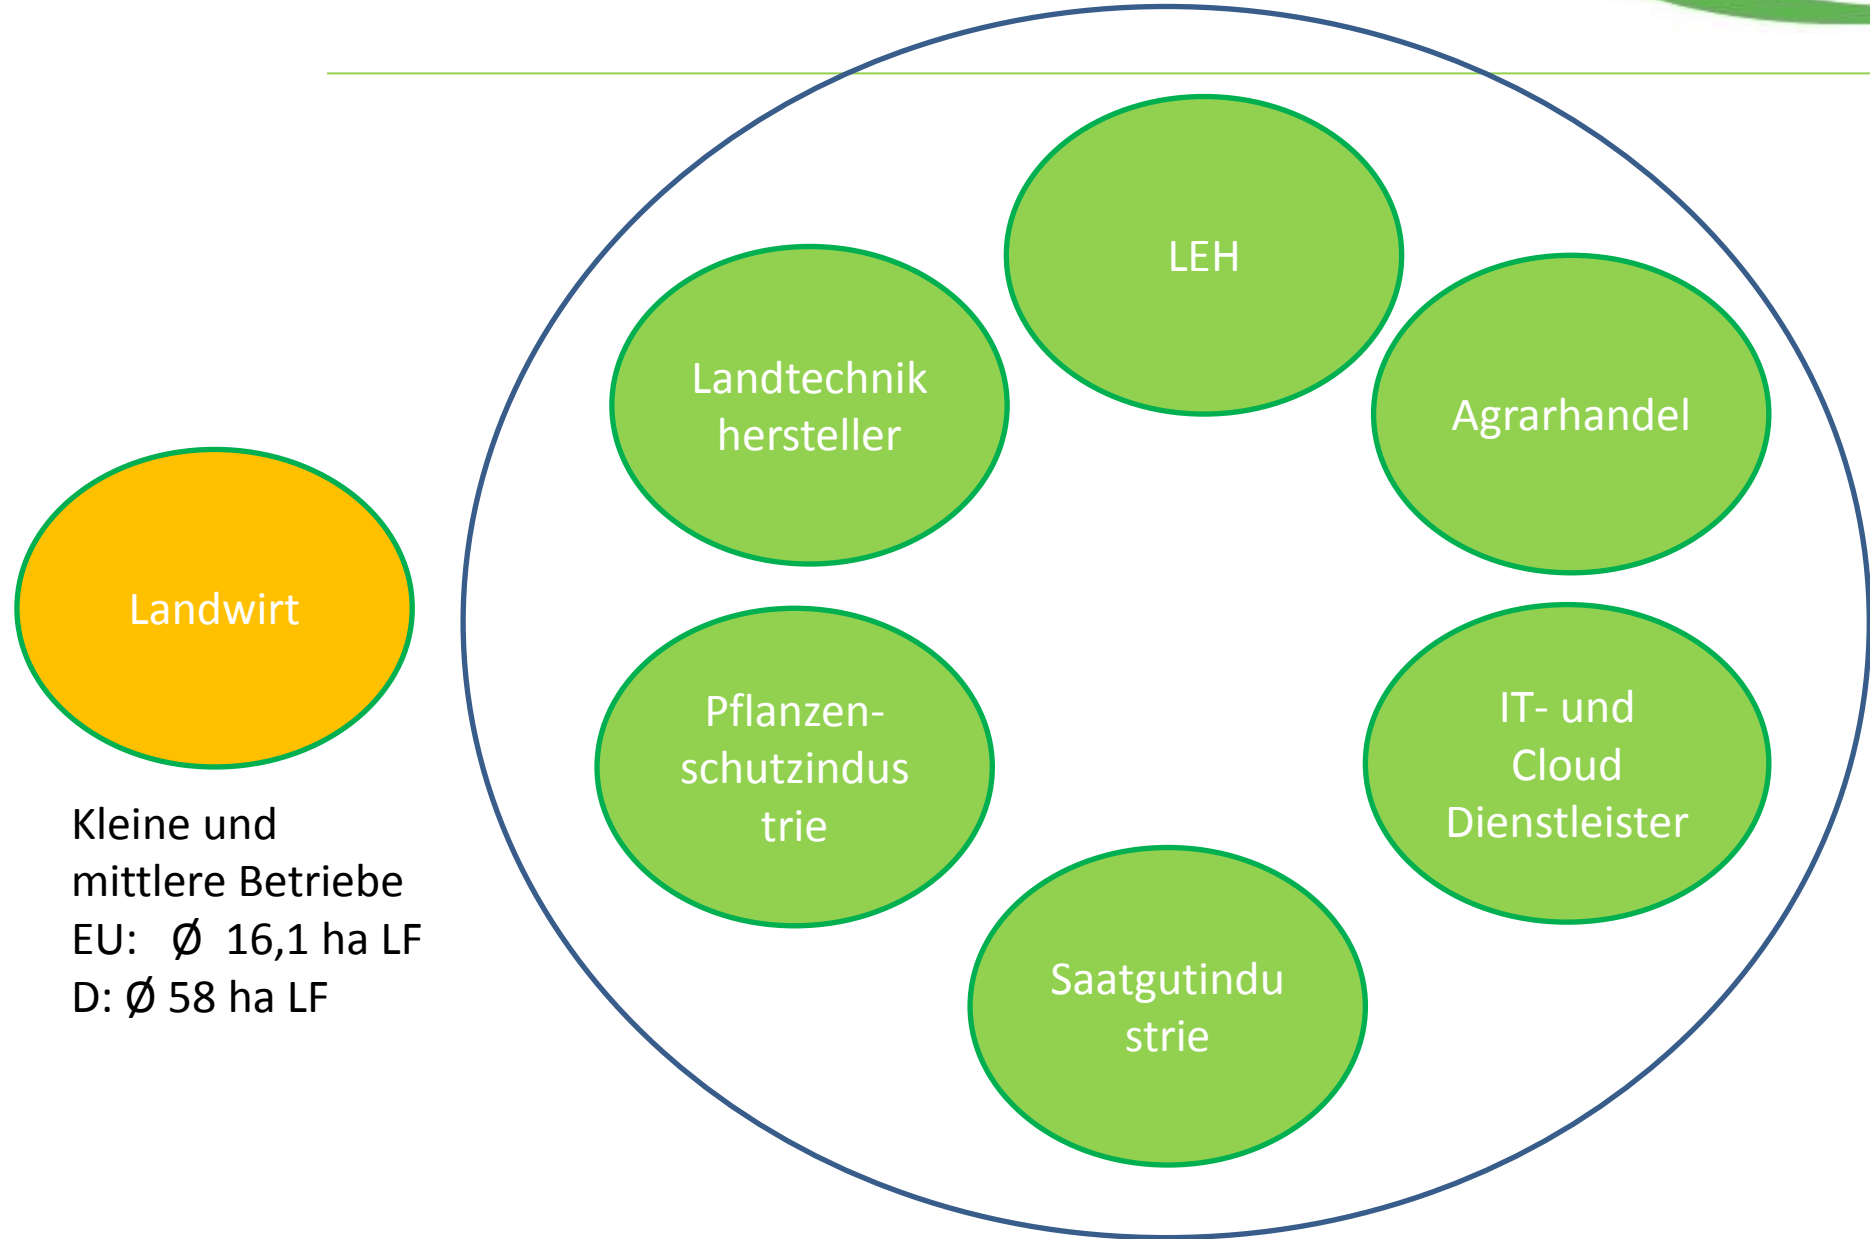 LEH
Landtechnik
hersteller
Agrarhandel
Landwirt
Pflanzen-
schutzindus
trie
IT- und
Cloud
Dienstleister
Saatgutindu
strie
Kleine und
mittlere Betriebe
EU: Ø 16,1 ha LF
D: Ø 58 ha LF